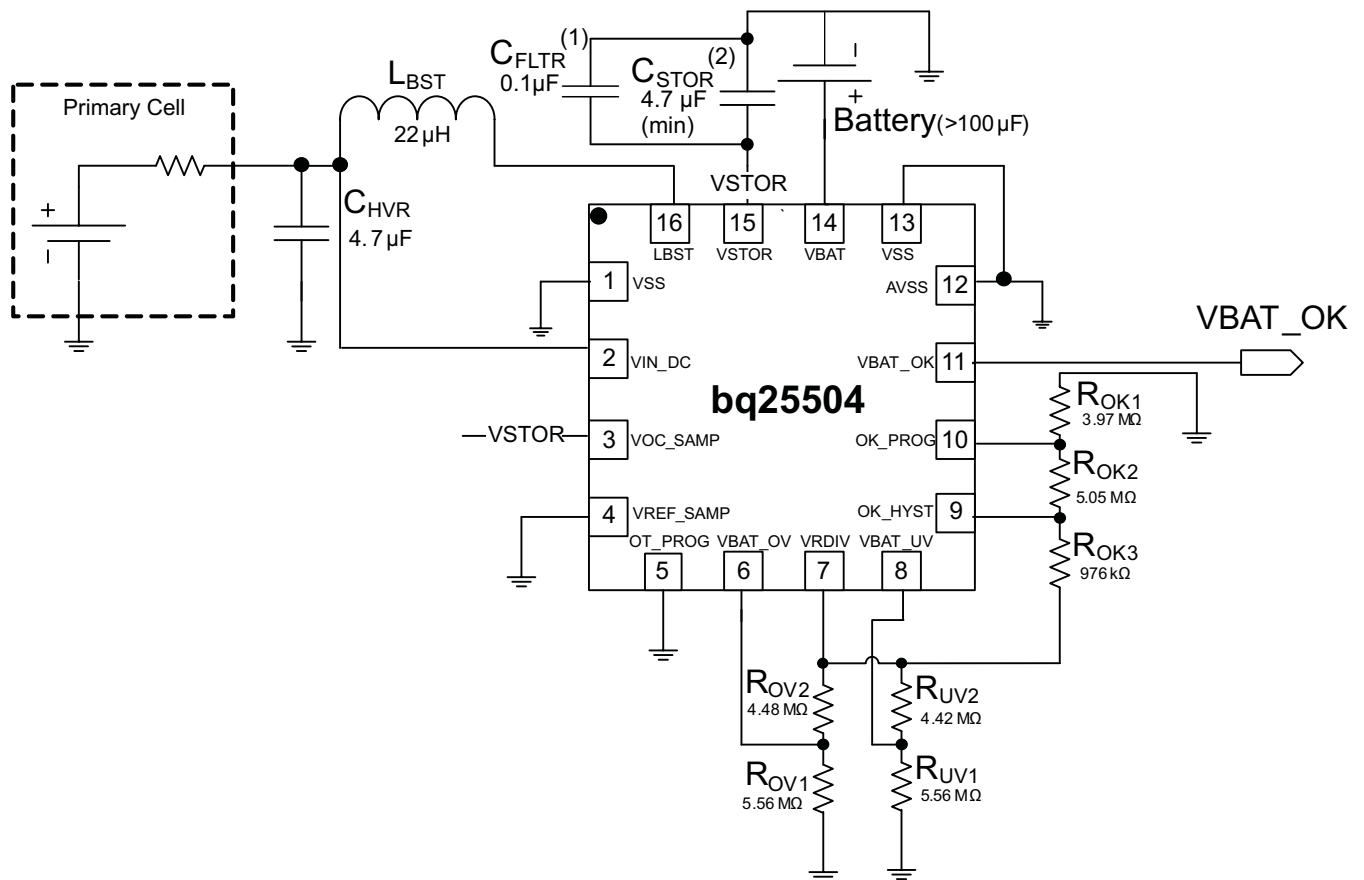 Primary Cell
+
−
L_BST
22 µH
C_HVR
4.7 µF
C_FLTR (1)
0.1µF
C_STOR (2)
4.7 µF
(min)
−
+
Battery(>100µF)
VSTOR
16
LBST
15
VSTOR
14
VBAT
13
VSS
1
VSS
2
VIN_DC
VSTOR
3
VOC_SAMP
4
VREF_SAMP
bq25504
12
AVSS
11
VBAT_OK
VBAT_OK
10
OK_PROG
9
OK_HYST
OT_PROG
5
VBAT_OV
6
VRDIV
7
VBAT_UV
8
R_OK1
3.97 MΩ
R_OK2
5.05 MΩ
R_OK3
976 kΩ
R_OV2
4.48 MΩ
R_OV1
5.56 MΩ
R_UV2
4.42 MΩ
R_UV1
5.56 MΩ